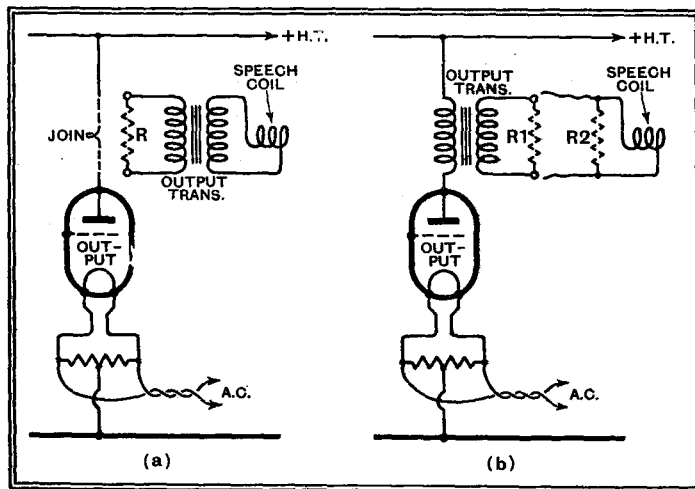 +H.T.
SPEECH
COIL
JOIN
R
OUTPUT
TRANS.
OUT-
PUT
A.C.
(a)
+H.T.
OUTPUT
TRANS.
SPEECH
COIL
R1
R2
OUT-
PUT
A.C.
(b)